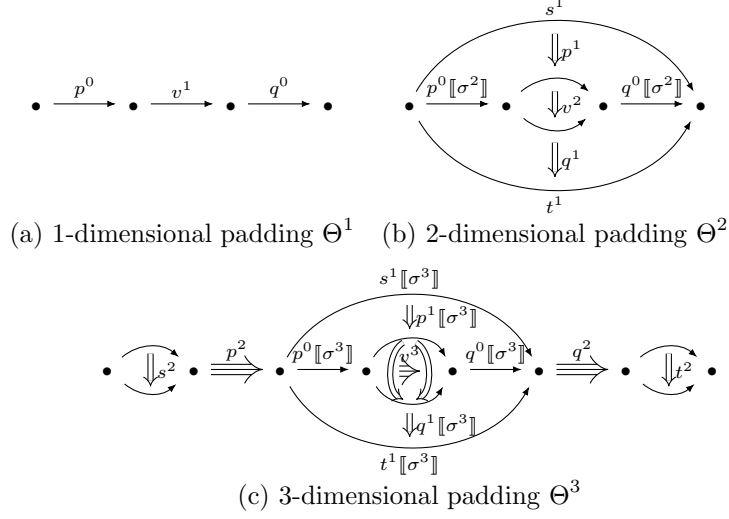 s¹
p¹
p⁰ v¹ q⁰ p⁰⟦σ²⟧ v² q⁰⟦σ²⟧
q¹
t¹
(a) 1-dimensional padding Θ¹ (b) 2-dimensional padding Θ²
s¹⟦σ³⟧
p¹⟦σ³⟧
s² p² p⁰⟦σ³⟧ v³ q⁰⟦σ³⟧ q² t²
q¹⟦σ³⟧
t¹⟦σ³⟧
(c) 3-dimensional padding Θ³